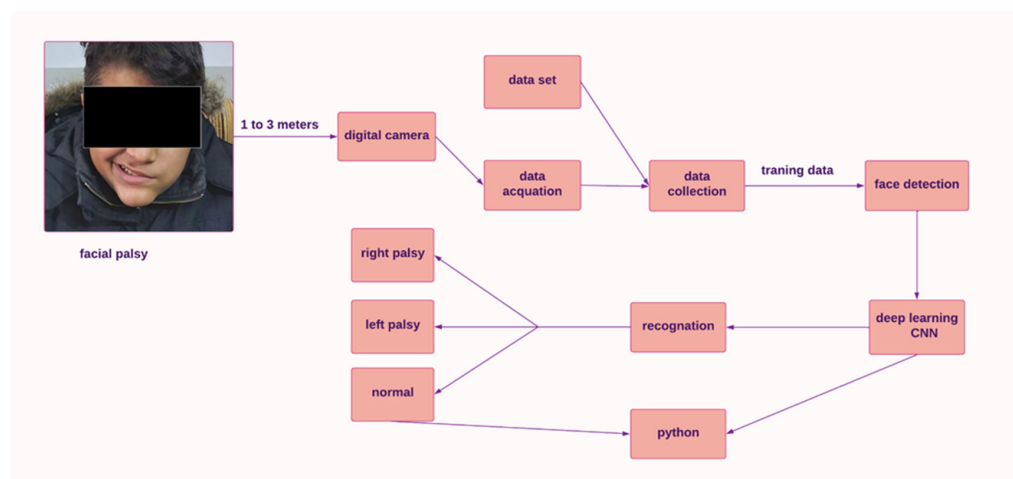 1 to 3 meters
digital camera
data set
data
acquation
data
collection
traning data
face detection
facial palsy
right palsy
left palsy
normal
recognation
deep learning
CNN
python